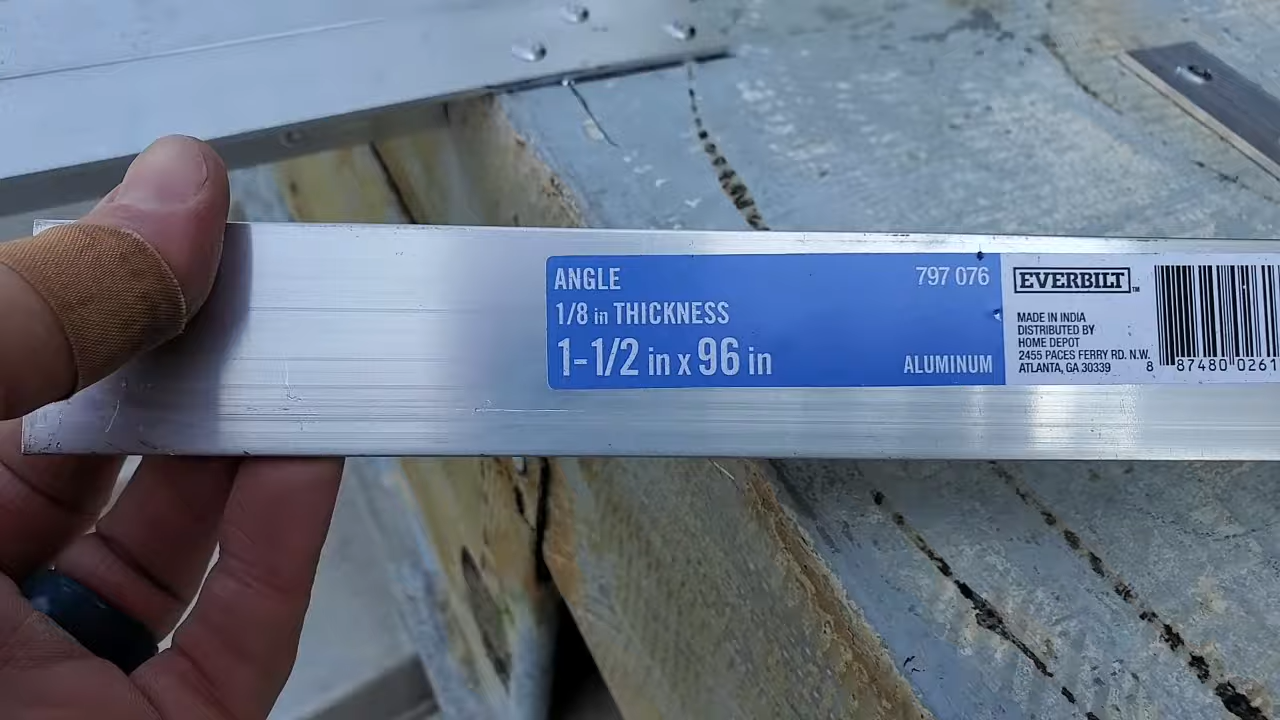 ANGLE
1/8 in THICKNESS
1-1/2 in x 96 in
797 076
ALUMINUM
EVERBILT™
MADE IN INDIA
DISTRIBUTED BY
HOME DEPOT
2455 PACES FERRY RD. N.W.
ATLANTA, GA 30339
8 87480 0261